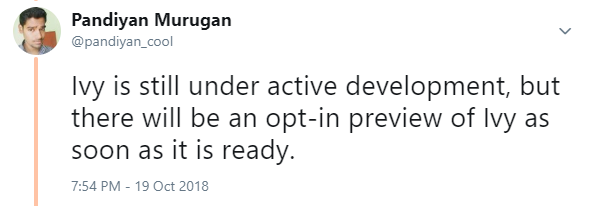 Pandiyan Murugan
@pandiyan_cool
Ivy is still under active development, but
there will be an opt-in preview of Ivy as
soon as it is ready.
7:54 PM - 19 Oct 2018